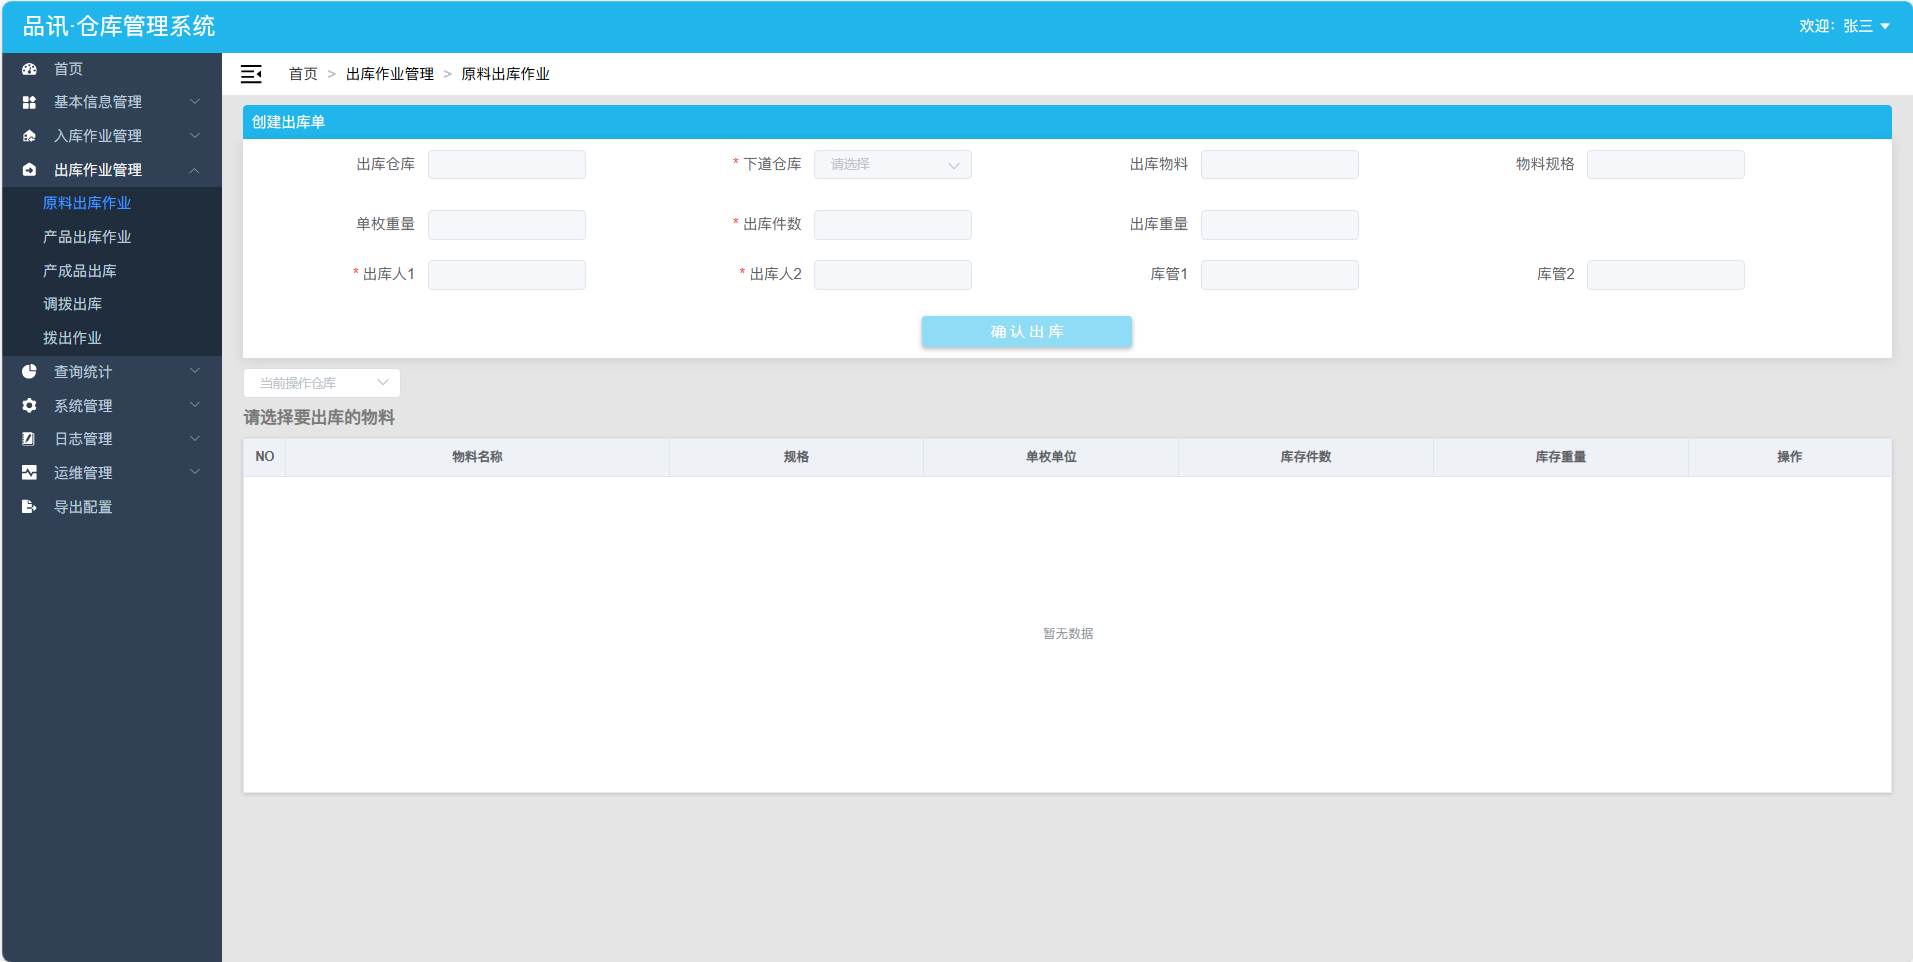 品讯·仓库管理系统
欢迎：张三
首页
基本信息管理
入库作业管理
出库作业管理
原料出库作业
产品出库作业
产成品出库
调拨出库
拨出作业
查询统计
系统管理
日志管理
运维管理
导出配置
首页 > 出库作业管理 > 原料出库作业
创建出库单
出库仓库 * 下道仓库 请选择 出库物料 物料规格
单枚重量 * 出库件数 出库重量
* 出库人1 * 出库人2 库管1 库管2
确认出库
当前操作仓库
请选择要出库的物料
NO 物料名称 规格 单枚单位 库存件数 库存重量 操作
暂无数据